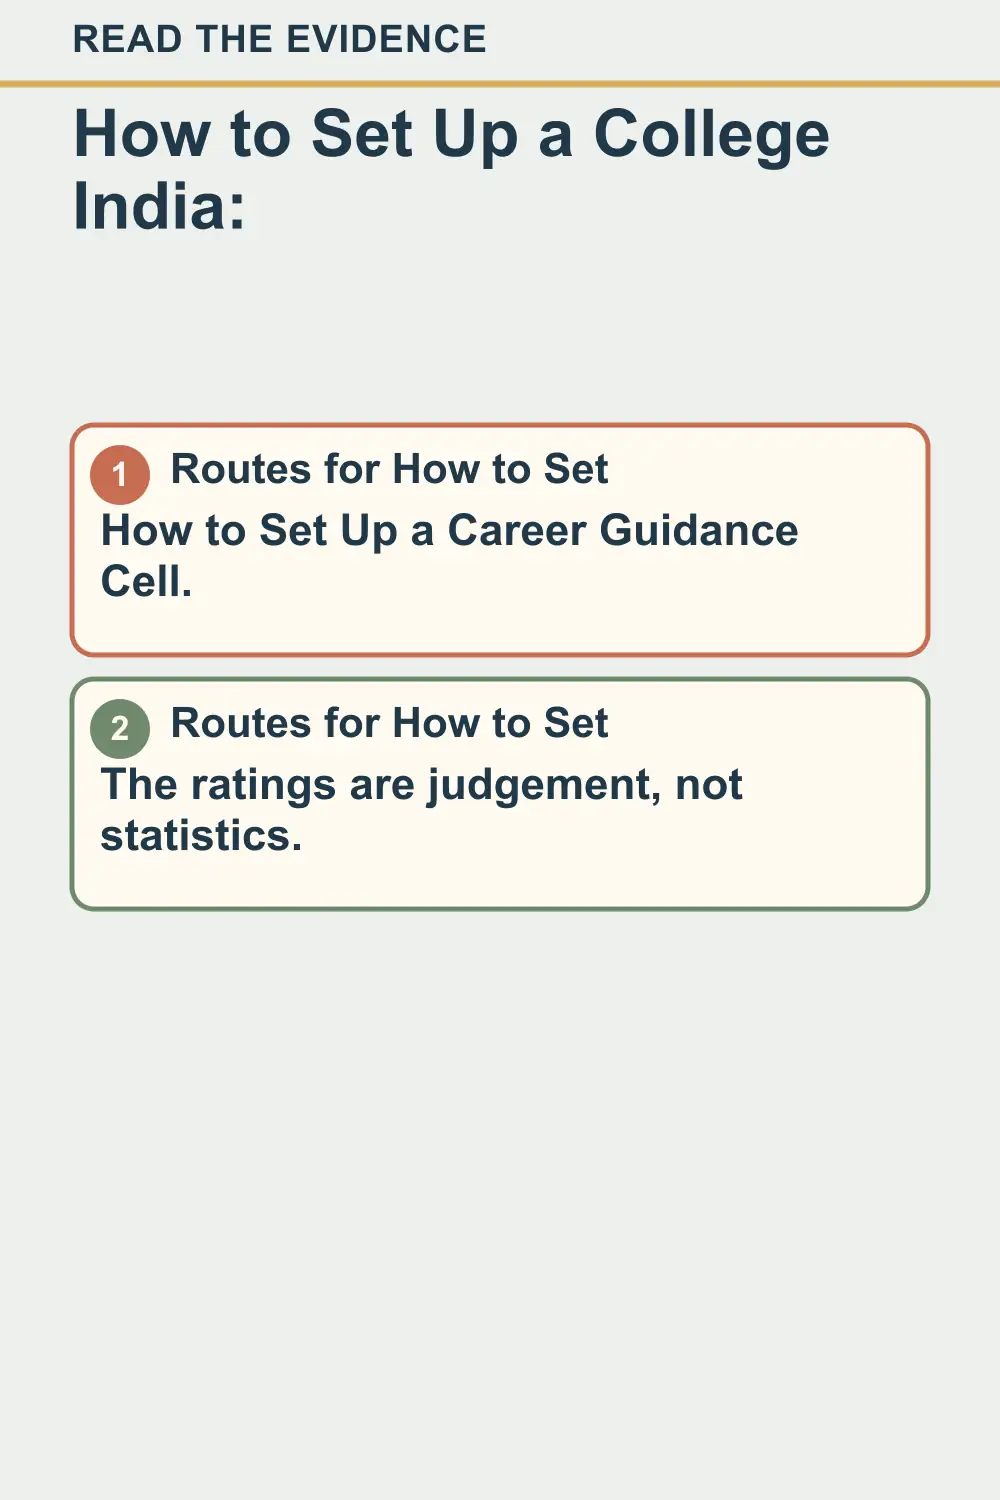 READ THE EVIDENCE
How to Set Up a College
India:
1 Routes for How to Set
How to Set Up a Career Guidance
Cell.
2 Routes for How to Set
The ratings are judgement, not
statistics.